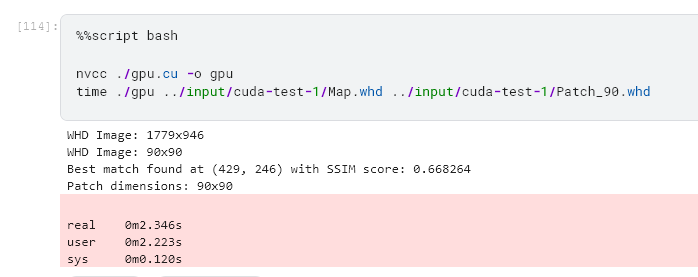 [114]:
%%script bash
nvcc ./gpu.cu -o gpu
time ./gpu ../input/cuda-test-1/Map.whd ../input/cuda-test-1/Patch_90.whd
WHD Image: 1779x946
WHD Image: 90x90
Best match found at (429, 246) with SSIM score: 0.668264
Patch dimensions: 90x90
real    0m2.346s
user    0m2.223s
sys     0m0.120s